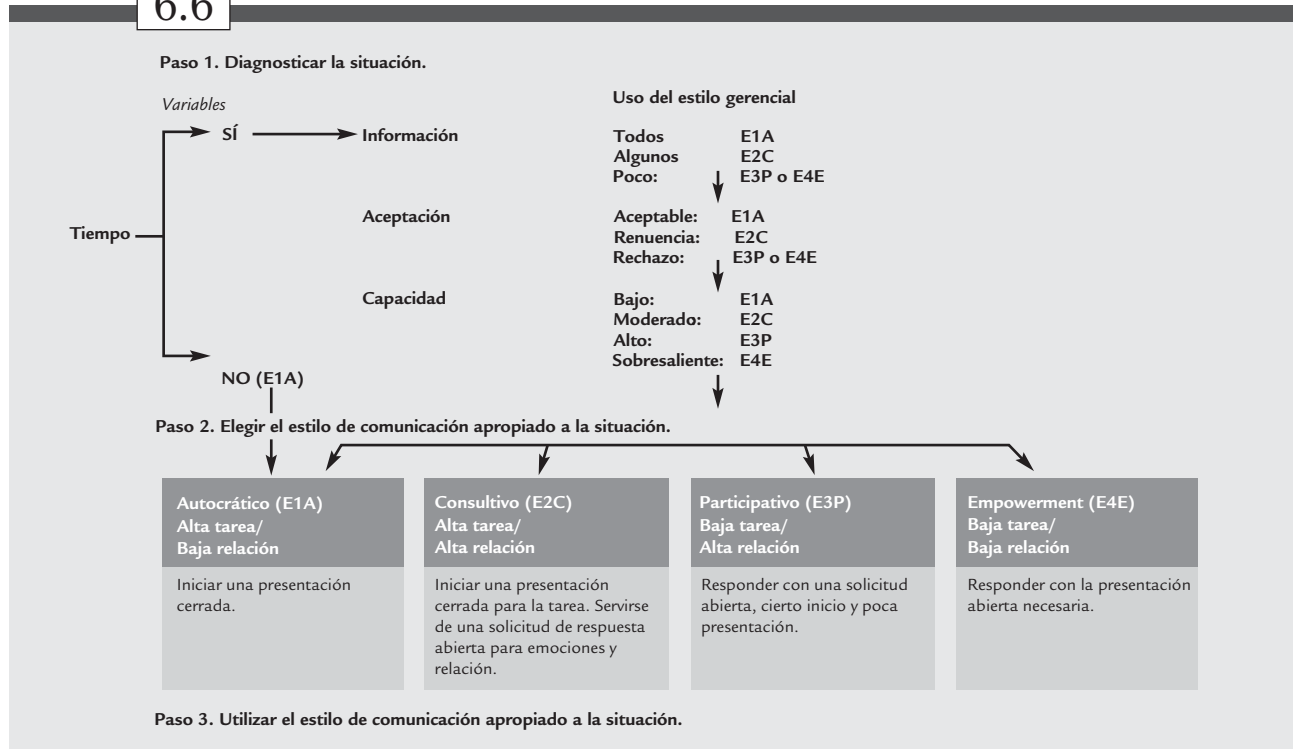 6.6
Paso 1. Diagnosticar la situación.
Variables
Uso del estilo gerencial
SÍ
Información
Todos E1A
Algunos E2C
Poco: E3P o E4E
Tiempo
Aceptación
Aceptable: E1A
Renuencia: E2C
Rechazo: E3P o E4E
Capacidad
Bajo: E1A
Moderado: E2C
Alto: E3P
Sobresaliente: E4E
NO (E1A)
Paso 2. Elegir el estilo de comunicación apropiado a la situación.
Autocrático (E1A)
Alta tarea/
Baja relación
Iniciar una presentación
cerrada.
Consultivo (E2C)
Alta tarea/
Alta relación
Iniciar una presentación
cerrada para la tarea. Servirse
de una solicitud de respuesta
abierta para emociones y
relación.
Participativo (E3P)
Baja tarea/
Alta relación
Responder con una solicitud
abierta, cierto inicio y poca
presentación.
Empowerment (E4E)
Baja tarea/
Baja relación
Responder con la presentación
abierta necesaria.
Paso 3. Utilizar el estilo de comunicación apropiado a la situación.